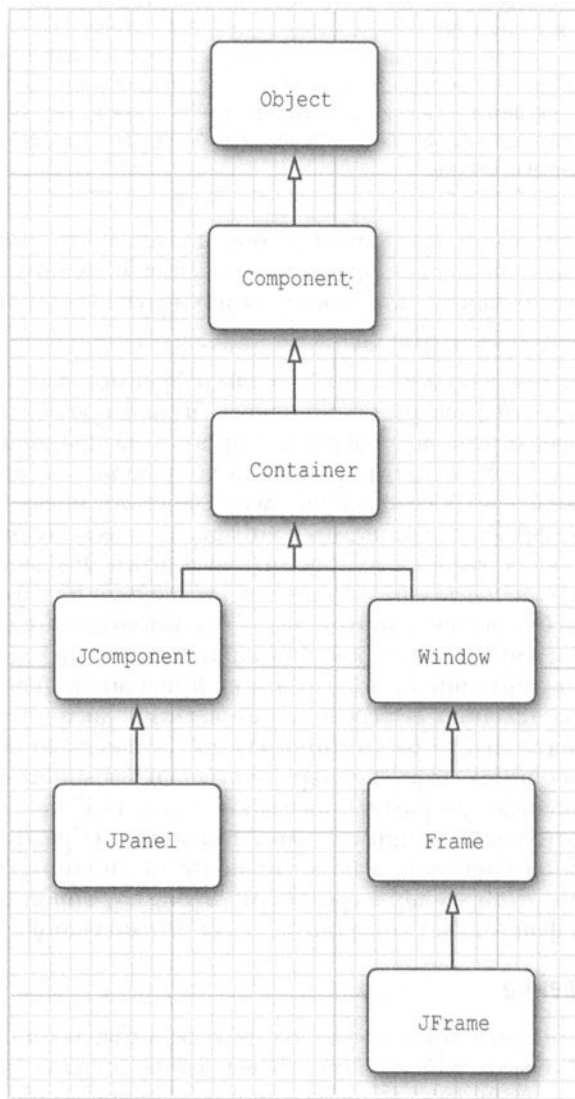 Object
Component
Container
JComponent
Window
JPanel
Frame
JFrame